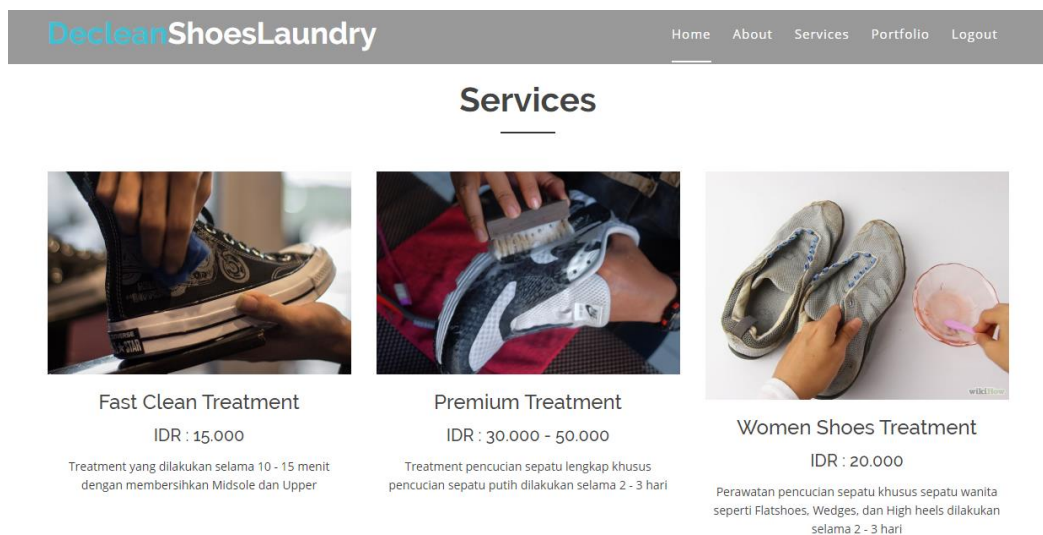 DecleanShoesLaundry
Home About Services Portfolio Logout
Services
wikiHow
Fast Clean Treatment
IDR : 15.000
Treatment yang dilakukan selama 10 - 15 menit
dengan membersihkan Midsole dan Upper
Premium Treatment
IDR : 30.000 - 50.000
Treatment pencucian sepatu lengkap khusus
pencucian sepatu putih dilakukan selama 2 - 3 hari
Women Shoes Treatment
IDR : 20.000
Perawatan pencucian sepatu khusus sepatu wanita
seperti Flatshoes, Wedges, dan High heels dilakukan
selama 2 - 3 hari